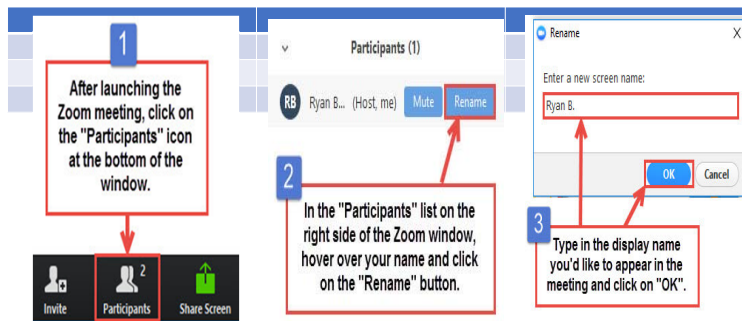 1
After launching the
Zoom meeting, click on
the "Participants" icon
at the bottom of the
window.
2
Invite
Participants
Share Screen
Participants (1)
RB
Ryan B... (Host, me)
Mute
Rename
2
In the "Participants" list on the
right side of the Zoom window,
hover over your name and click
on the "Rename" button.
Rename
X
Enter a new screen name:
Ryan B.
OK
Cancel
3
Type in the display name
you'd like to appear in the
meeting and click on "OK".